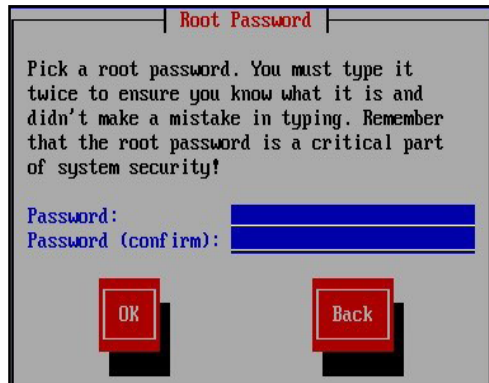 Root Password
Pick a root password. You must type it
twice to ensure you know what it is and
didn't make a mistake in typing. Remember
that the root password is a critical part
of system security!
Password:
Password (confirm):
OK Back